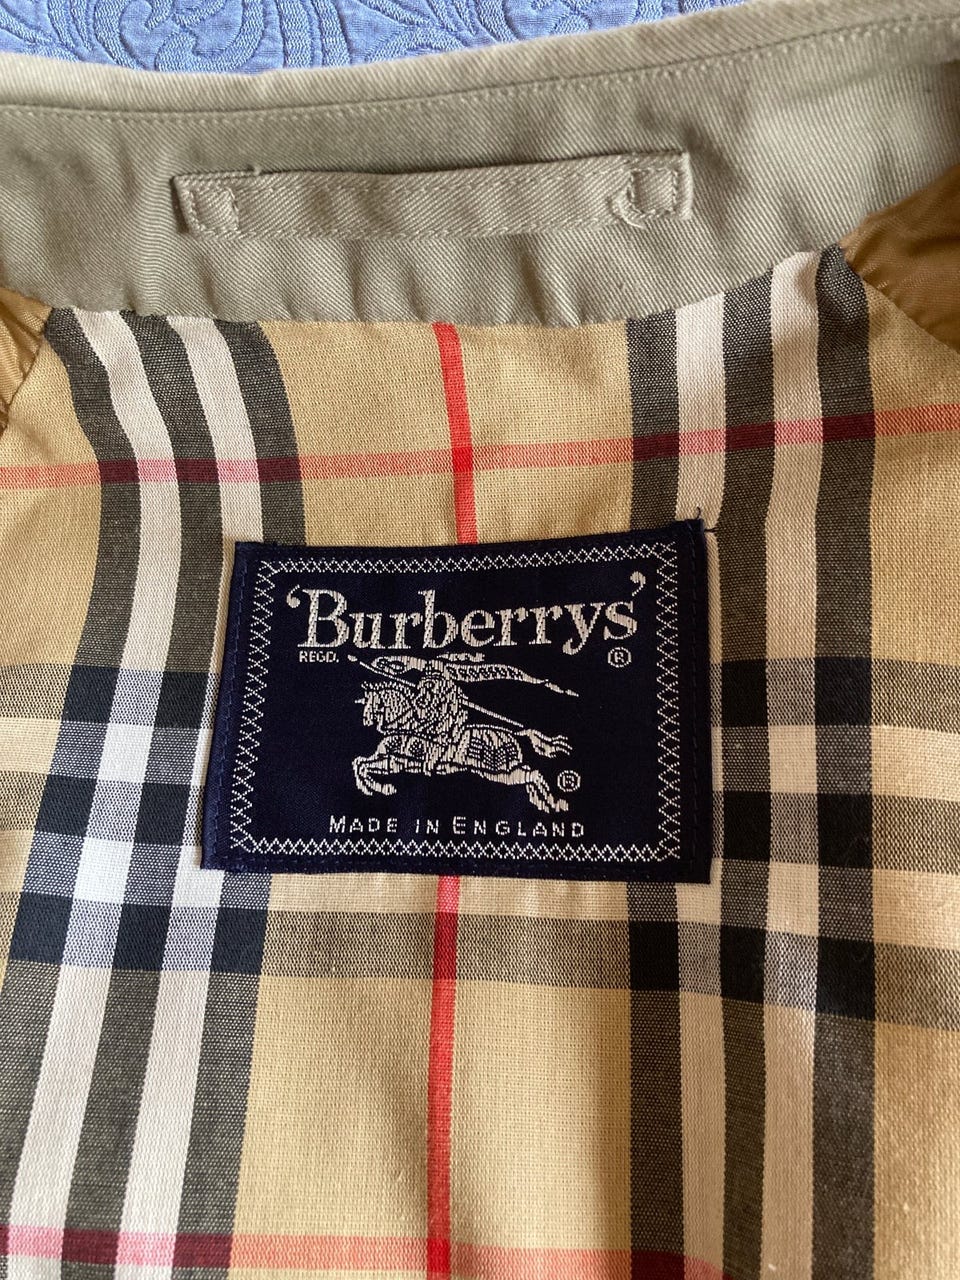 'Burberrys'
REGD. ®
®
MADE IN ENGLAND